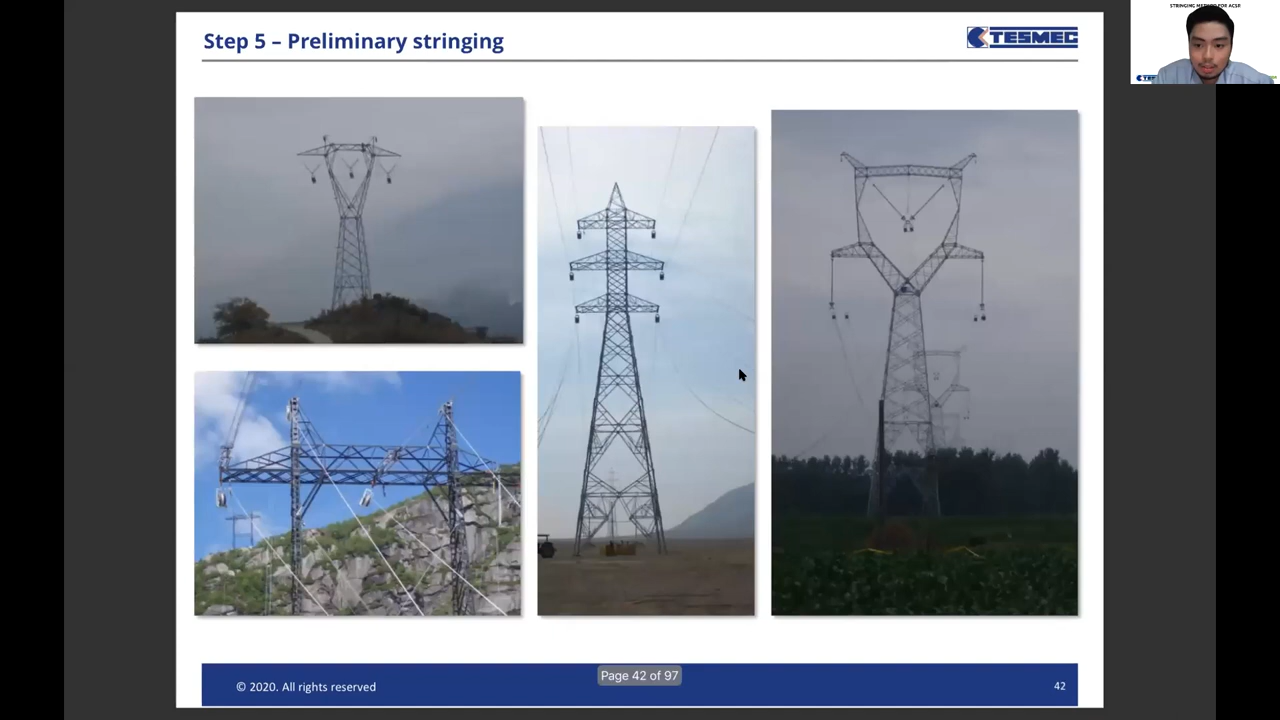 Step 5 – Preliminary stringing
TESMEC
STRINGING METHOD FOR ACSR
Page 42 of 97
© 2020. All rights reserved
42